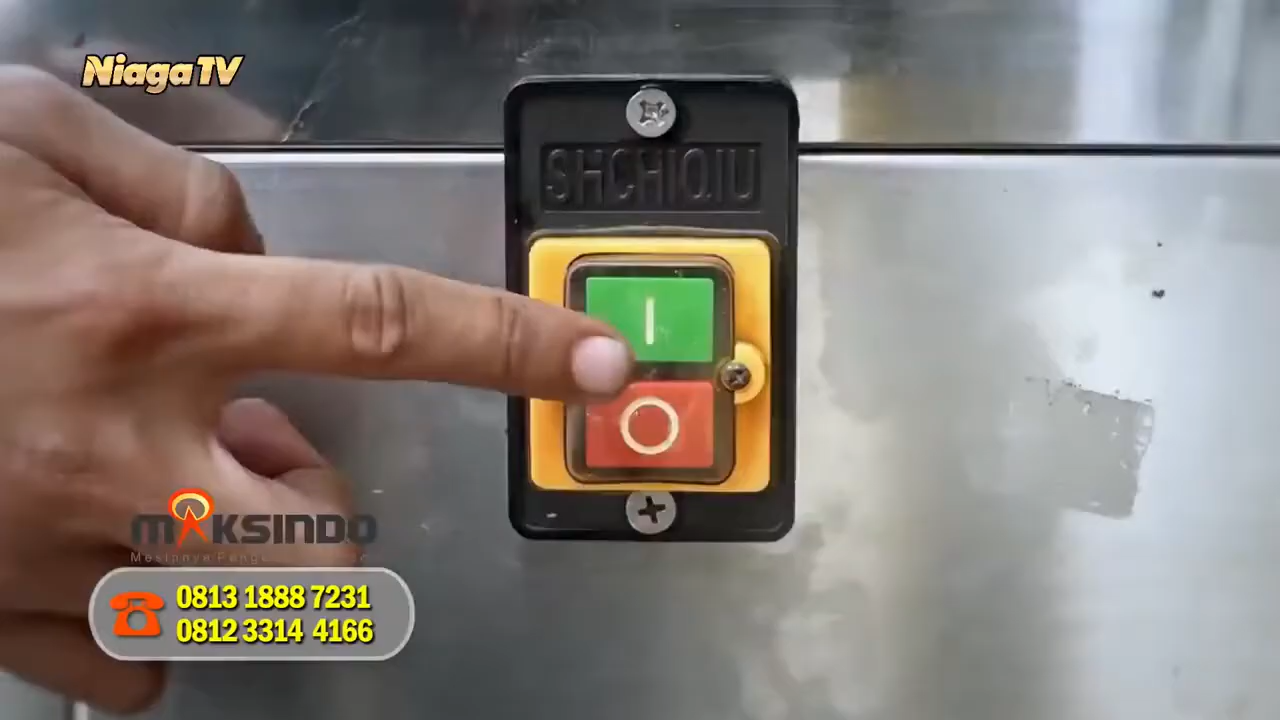 NiagaTV
SHCHIQIU
I
O
MAKSINDO
0813 1888 7231
0812 3314 4166